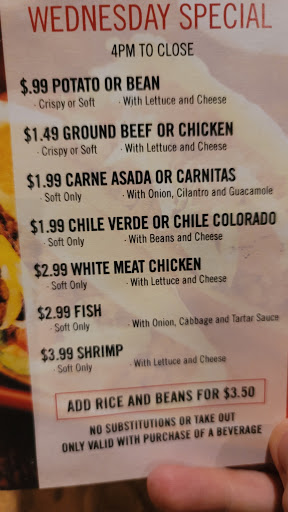 WEDNESDAY SPECIAL
4PM TO CLOSE
$.99 POTATO OR BEAN
· Crispy or Soft · With Lettuce and Cheese
$1.49 GROUND BEEF OR CHICKEN
· Crispy or Soft · With Lettuce and Cheese
$1.99 CARNE ASADA OR CARNITAS
· Soft Only · With Onion, Cilantro and Guacamole
$1.99 CHILE VERDE OR CHILE COLORADO
· Soft Only · With Beans and Cheese
$2.99 WHITE MEAT CHICKEN
· Soft Only · With Lettuce and Cheese
$2.99 FISH
· Soft Only · With Onion, Cabbage and Tartar Sauce
$3.99 SHRIMP
· Soft Only · With Lettuce and Cheese
ADD RICE AND BEANS FOR $3.50
NO SUBSTITUTIONS OR TAKE OUT
ONLY VALID WITH PURCHASE OF A BEVERAGE